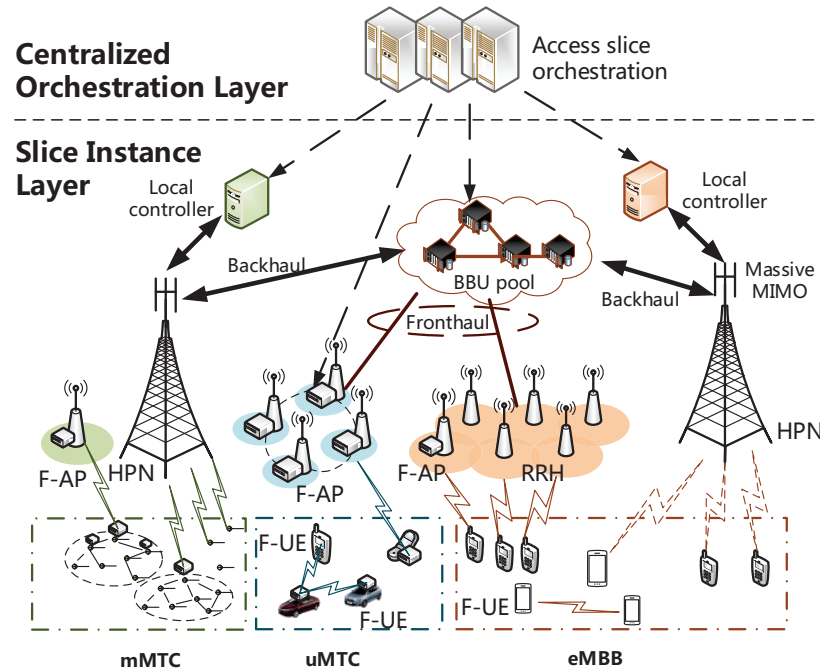 Centralized
Orchestration Layer
Access slice
orchestration
Slice Instance
Layer
Local
controller
Local
controller
Backhaul
BBU pool
Backhaul
Massive
MIMO
Fronthaul
F-AP
HPN
F-AP
F-AP
RRH
HPN
F-UE
F-UE
F-UE
mMTC
uMTC
eMBB